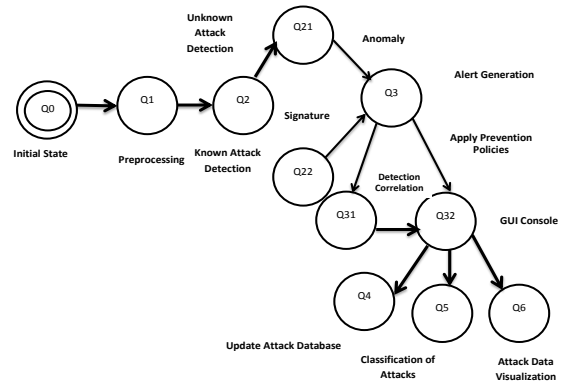 Unknown
Attack
Detection
Q21
Anomaly
Alert Generation
Q0
Q1
Q2
Q3
Initial State
Preprocessing
Known Attack
Detection
Signature
Apply Prevention
Policies
Q22
Detection
Correlation
Q31
Q32
GUI Console
Q4
Q5
Q6
Update Attack Database
Classification of
Attacks
Attack Data
Visualization